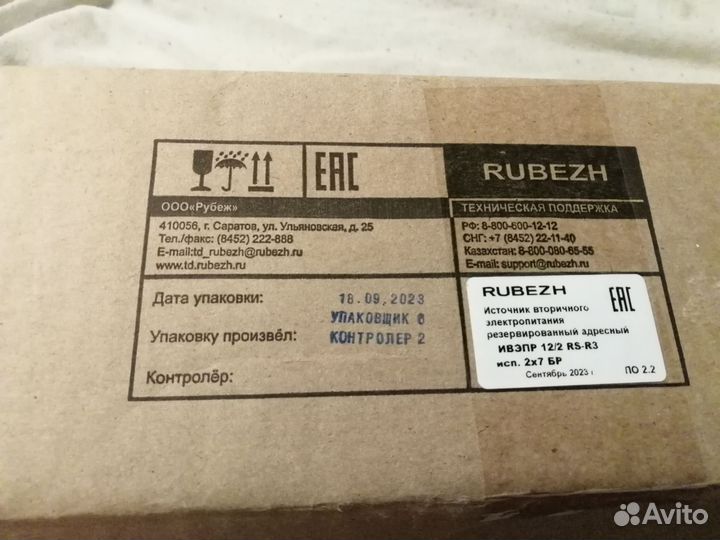 EAC
RUBEZH
ООО«Рубеж»
410056, г. Саратов, ул. Ульяновская, д. 25
Тел./факс: (8452) 222-888
E-mail:td_rubezh@rubezh.ru
www.td.rubezh.ru
ТЕХНИЧЕСКАЯ ПОДДЕРЖКА
РФ: 8-800-600-12-12
СНГ: +7 (8452) 22-11-40
Казахстан: 8-800-080-65-55
E-mail: support@rubezh.ru
Дата упаковки:
18.09.2023
УПАКОВЩИК 6
Упаковку произвёл:
КОНТРОЛЕР 2
Контролёр:
RUBEZH
EAC
Источник вторичного
электропитания
резервированный адресный
ИВЭПР 12/2 RS-R3
исп. 2х7 БР
Сентябрь 2023 г
ПО 2.2
Avito